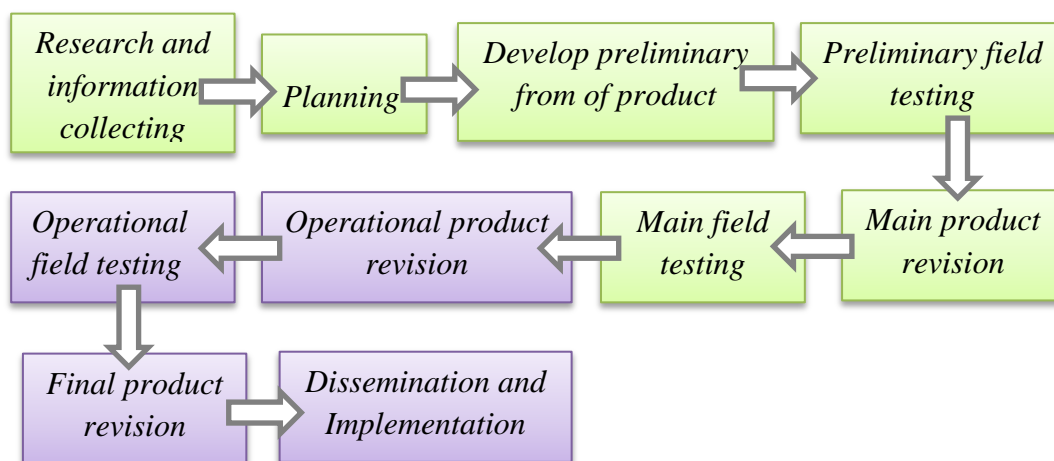 Research and
information
collecting
Planning
Develop preliminary
from of product
Preliminary field
testing
Main product
revision
Main field
testing
Operational product
revision
Operational
field testing
Final product
revision
Dissemination and
Implementation